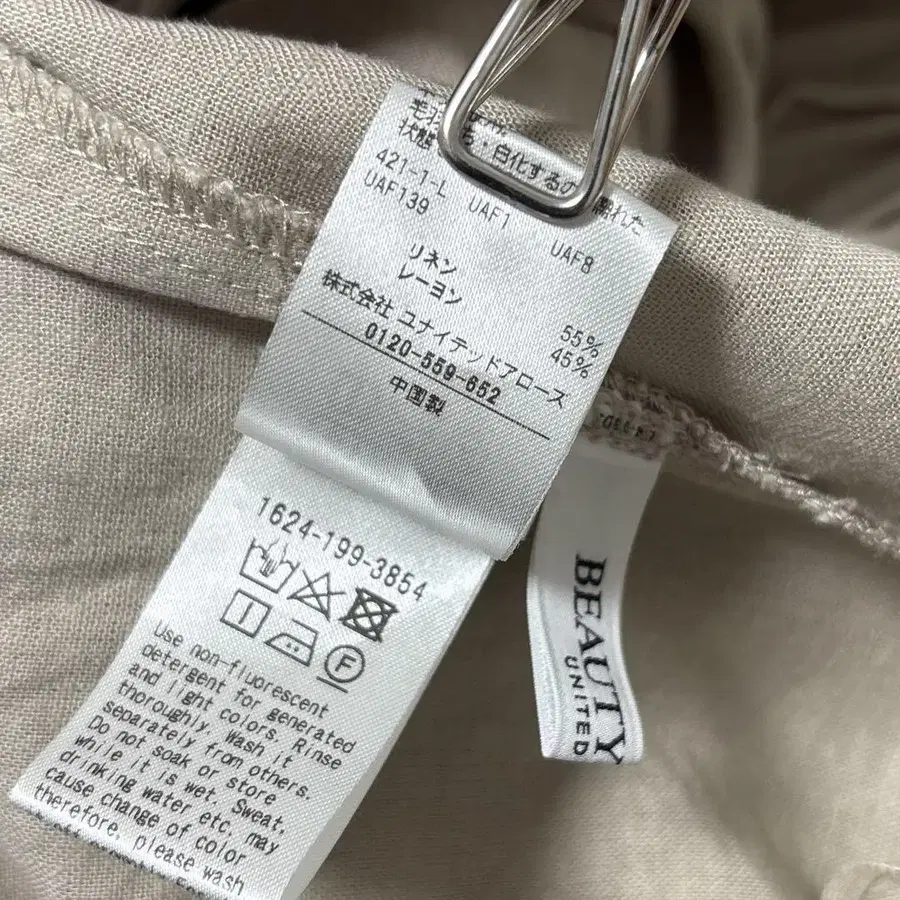 状態
・白化するの
濡れた
421-1-L UAF1 UAF8
UAF139
リネン 55%
レーヨン 45%
株式会社 ユナイテッドアローズ
0120-559-652
中国製
1624-199-3854
F
Use non-fluorescent
detergent for generated
and light colors. Rinse
thoroughly. Wash it
separately from others.
Do not soak or store
while it is wet. Sweat,
drinking water etc, may
cause change of color
therefore, please wash
BEAUTY
UNITED